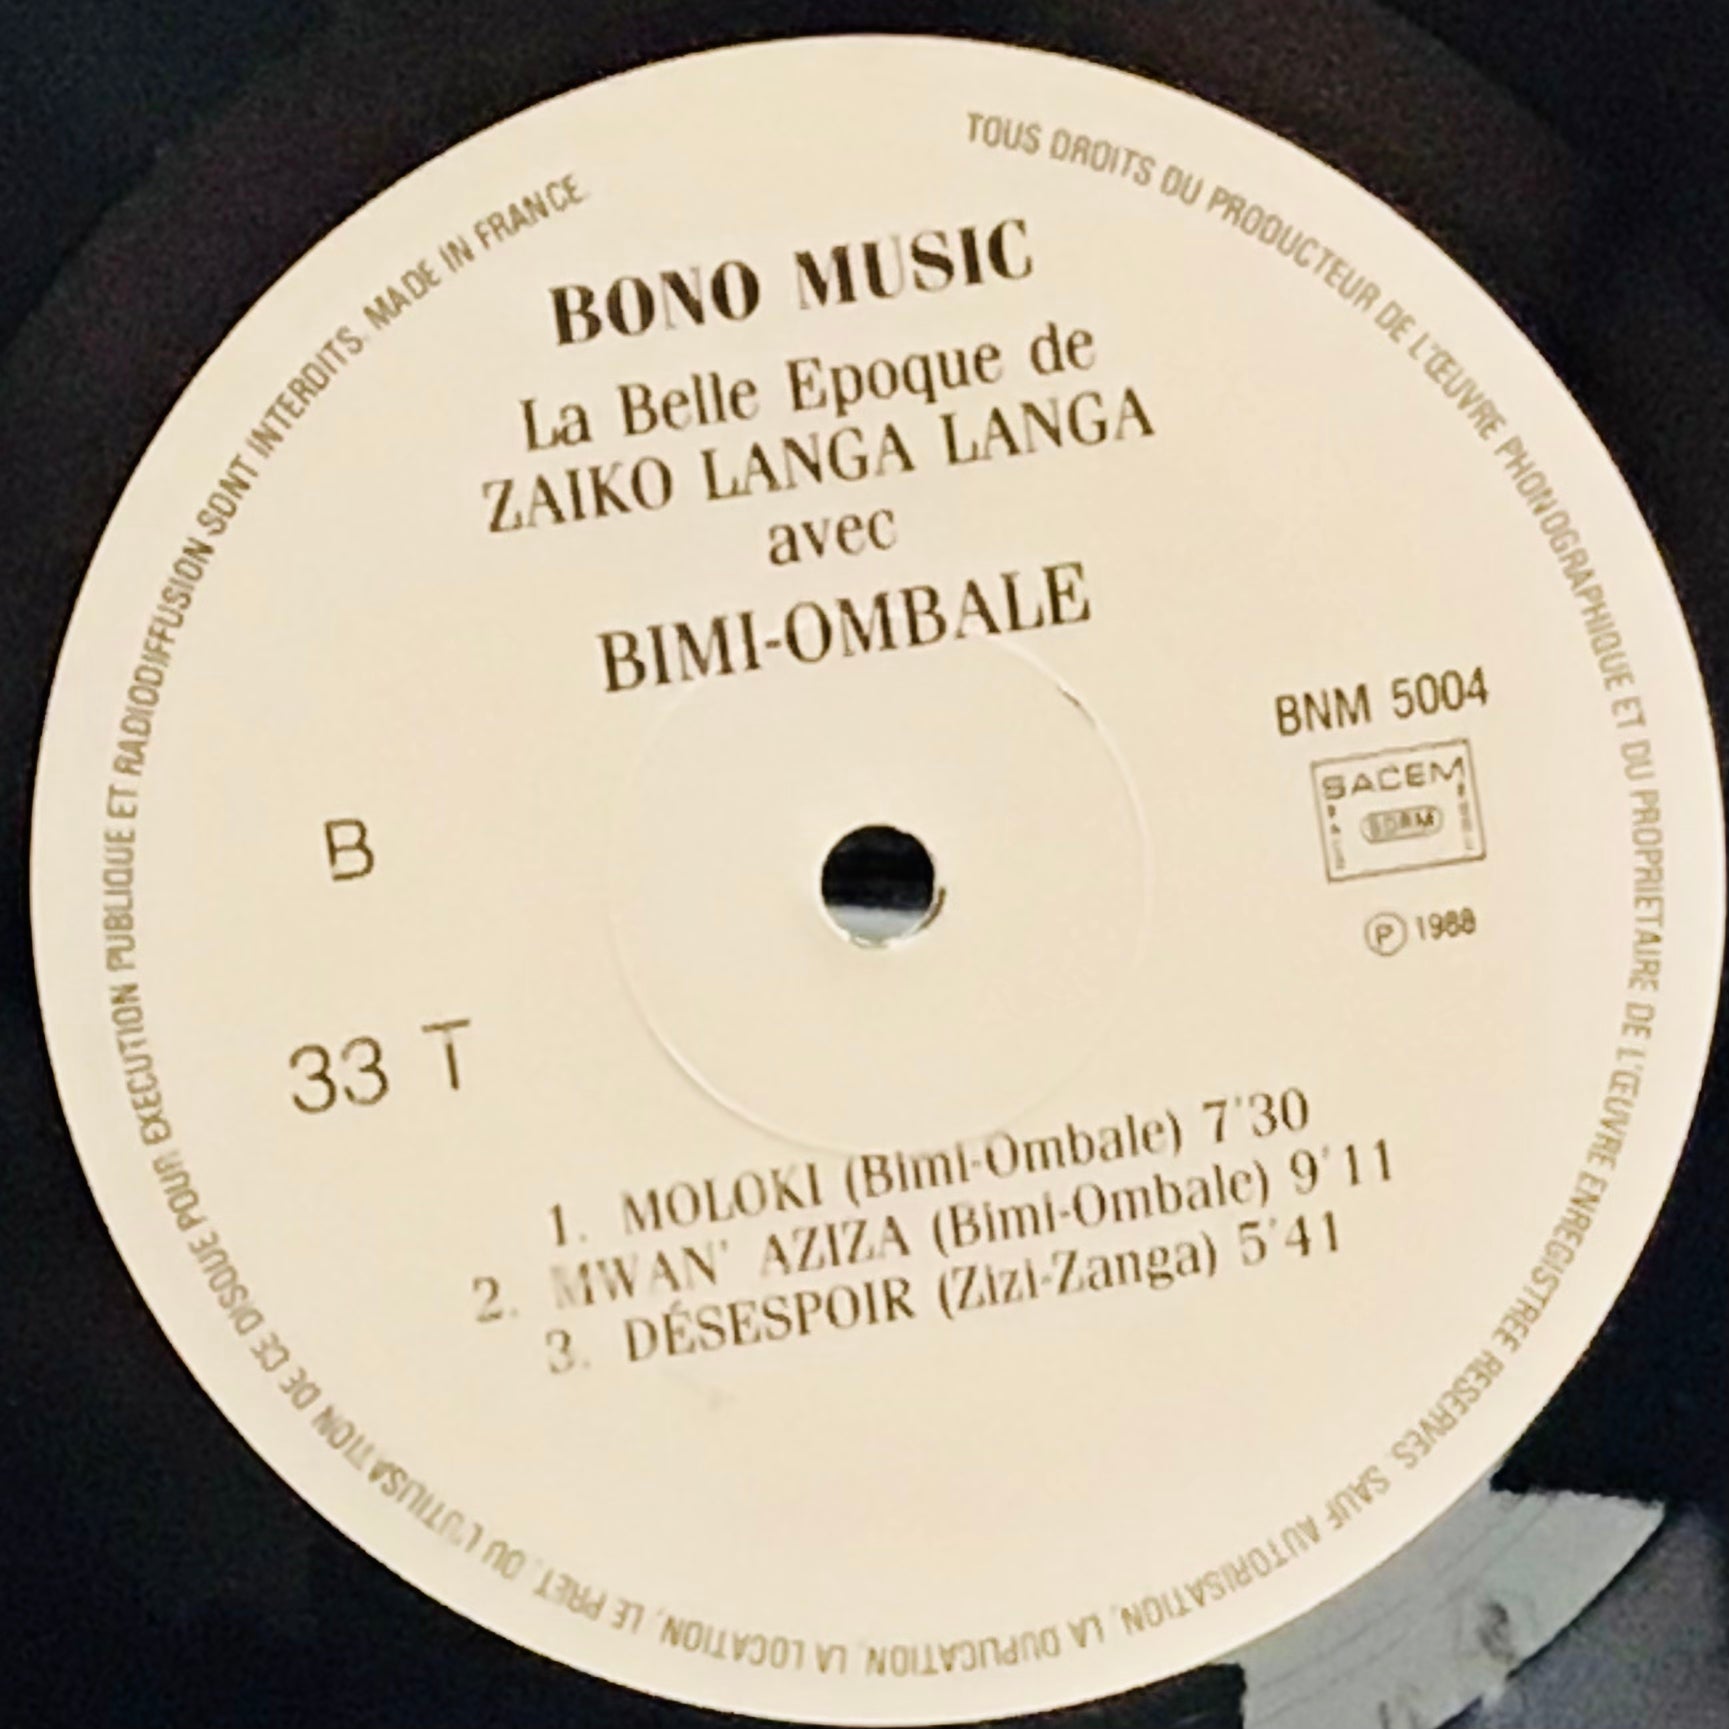 TOUS DROITS DU PRODUCTEUR DE L'ŒUVRE PHONOGRAPHIQUE ET DU PROPRIETAIRE DE L'ŒUVRE ENREGISTREE RESERVES. SAUF AUTORISATION, LA DUPLICATION, LA LOCATION, LE PRET, OU L'UTILISATION DE CE DISQUE POUR EXECUTION PUBLIQUE ET RADIODIFFUSION SONT INTERDITS. MADE IN FRANCE
BONO MUSIC
La Belle Epoque de
ZAIKO LANGA LANGA
avec
BIMI-OMBALE
BNM 5004
SACEM
SDRM
B
℗ 1988
33 T
1. MOLOKI (Bimi-Ombale) 7'30
2. MWAN' AZIZA (Bimi-Ombale) 9'11
3. DÉSESPOIR (Zizi-Zanga) 5'41